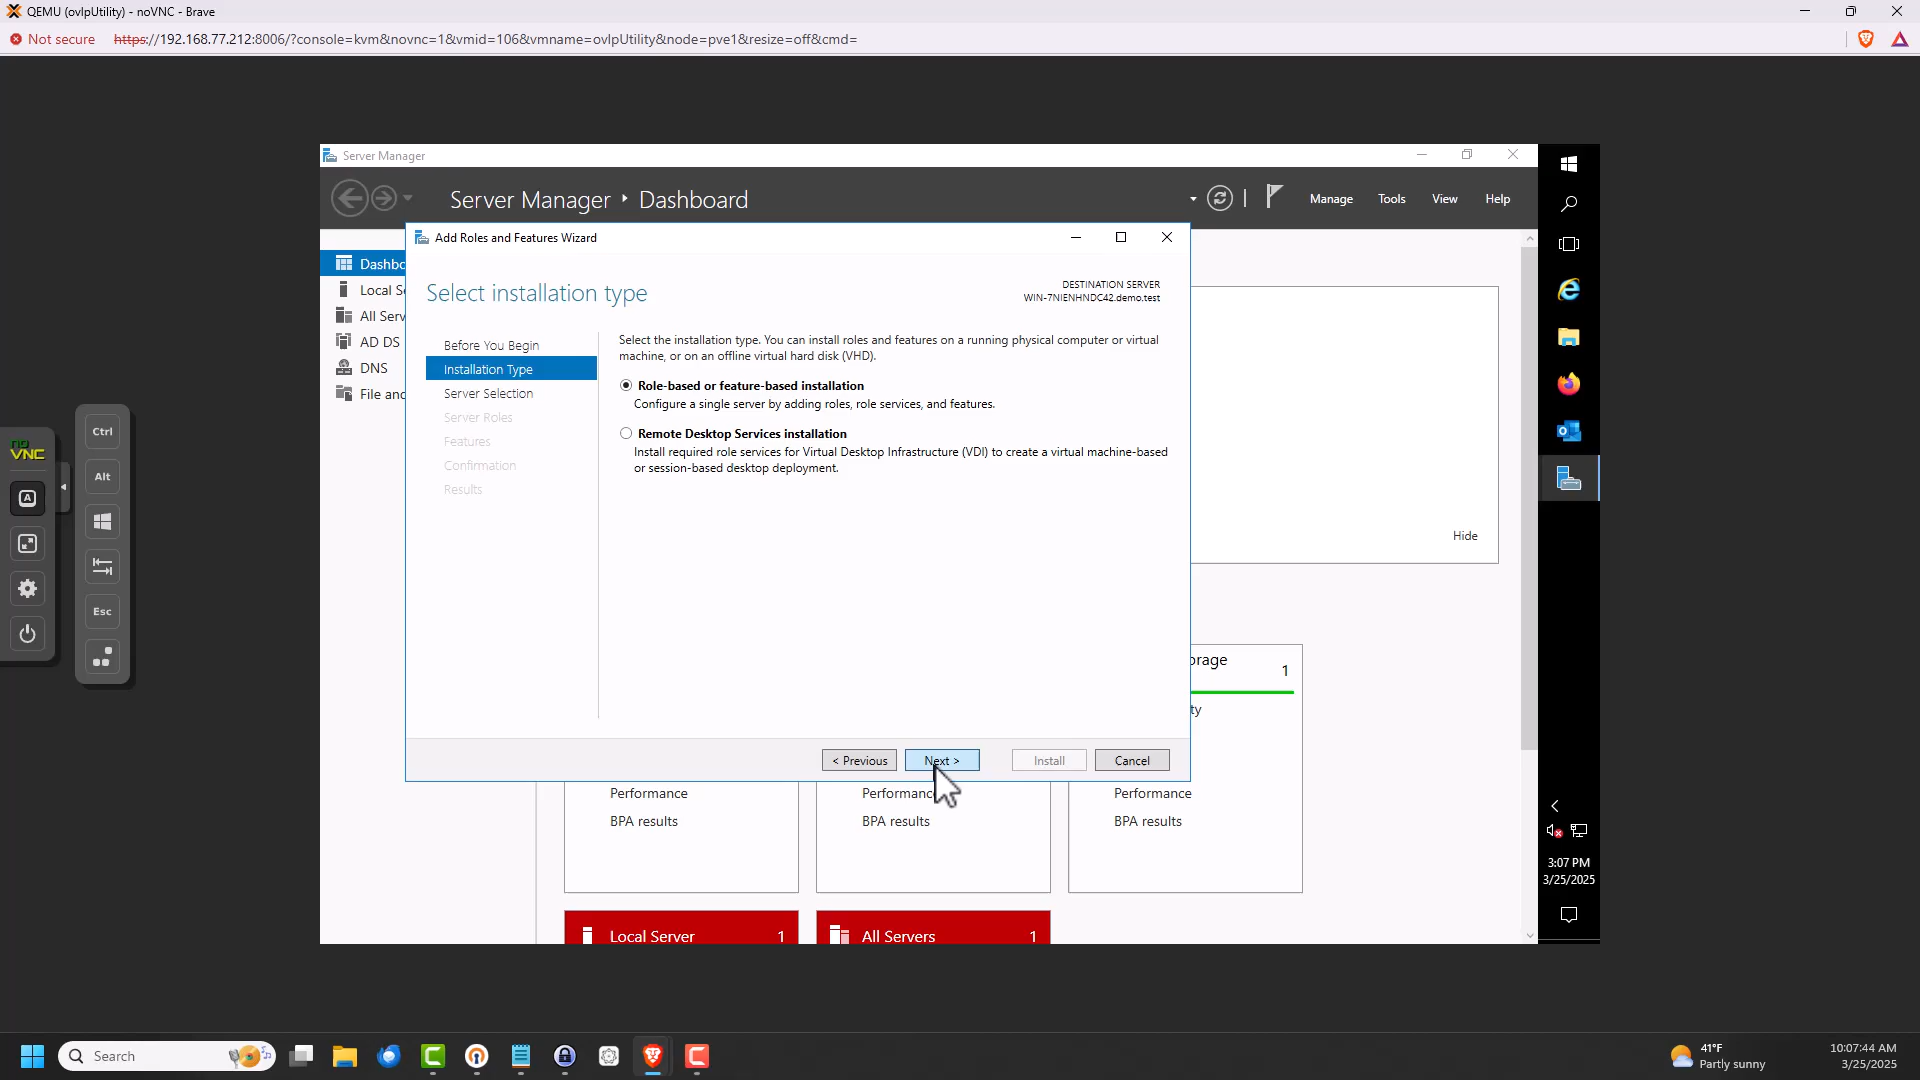 QEMU (ovlpUtility) - noVNC - Brave
Not secure https://192.168.77.212:8006/?console=kvm&novnc=1&vmid=106&vmname=ovlpUtility&node=pve1&resize=off&cmd=
Server Manager
Server Manager ‣ Dashboard
Manage Tools View Help
Add Roles and Features Wizard
Dashbo
Local Se
All Serv
AD DS
DNS
File and
Select installation type
DESTINATION SERVER
WIN-7NIENHNDC42.demo.test
Before You Begin
Installation Type
Server Selection
Server Roles
Features
Confirmation
Results
Select the installation type. You can install roles and features on a running physical computer or virtual
machine, or on an offline virtual hard disk (VHD).
Role-based or feature-based installation
Configure a single server by adding roles, role services, and features.
Remote Desktop Services installation
Install required role services for Virtual Desktop Infrastructure (VDI) to create a virtual machine-based
or session-based desktop deployment.
Hide
orage 1
ty
< Previous Next > Install Cancel
Performance Performance Performance
BPA results BPA results BPA results
Local Server 1 All Servers 1
no
VNC
A
Ctrl
Alt
Esc
3:07 PM
3/25/2025
Search
41°F
Partly sunny
10:07:44 AM
3/25/2025